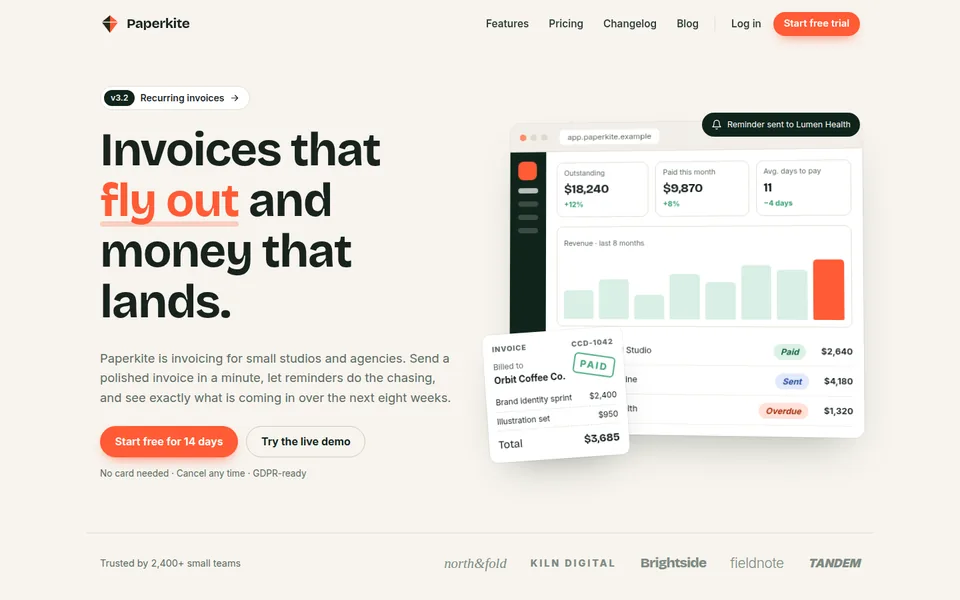 Paperkite
Features
Pricing
Changelog
Blog
Log in
Start free trial
v3.2 Recurring invoices →
Invoices that
fly out and
money that
lands.
Paperkite is invoicing for small studios and agencies. Send a
polished invoice in a minute, let reminders do the chasing,
and see exactly what is coming in over the next eight weeks.
Start free for 14 days
Try the live demo
No card needed · Cancel any time · GDPR-ready
app.paperkite.example
Reminder sent to Lumen Health
Outstanding
$18,240
+12%
Paid this month
$9,870
+8%
Avg. days to pay
11
−4 days
Revenue · last 8 months
Studio Paid $2,640
Sent $4,180
Overdue $1,320
INVOICE CCD-1042
PAID
Billed to
Orbit Coffee Co.
Brand identity sprint $2,400
Illustration set $950
Total $3,685
Trusted by 2,400+ small teams
north&fold
KILN DIGITAL
Brightside
fieldnote
TANDEM